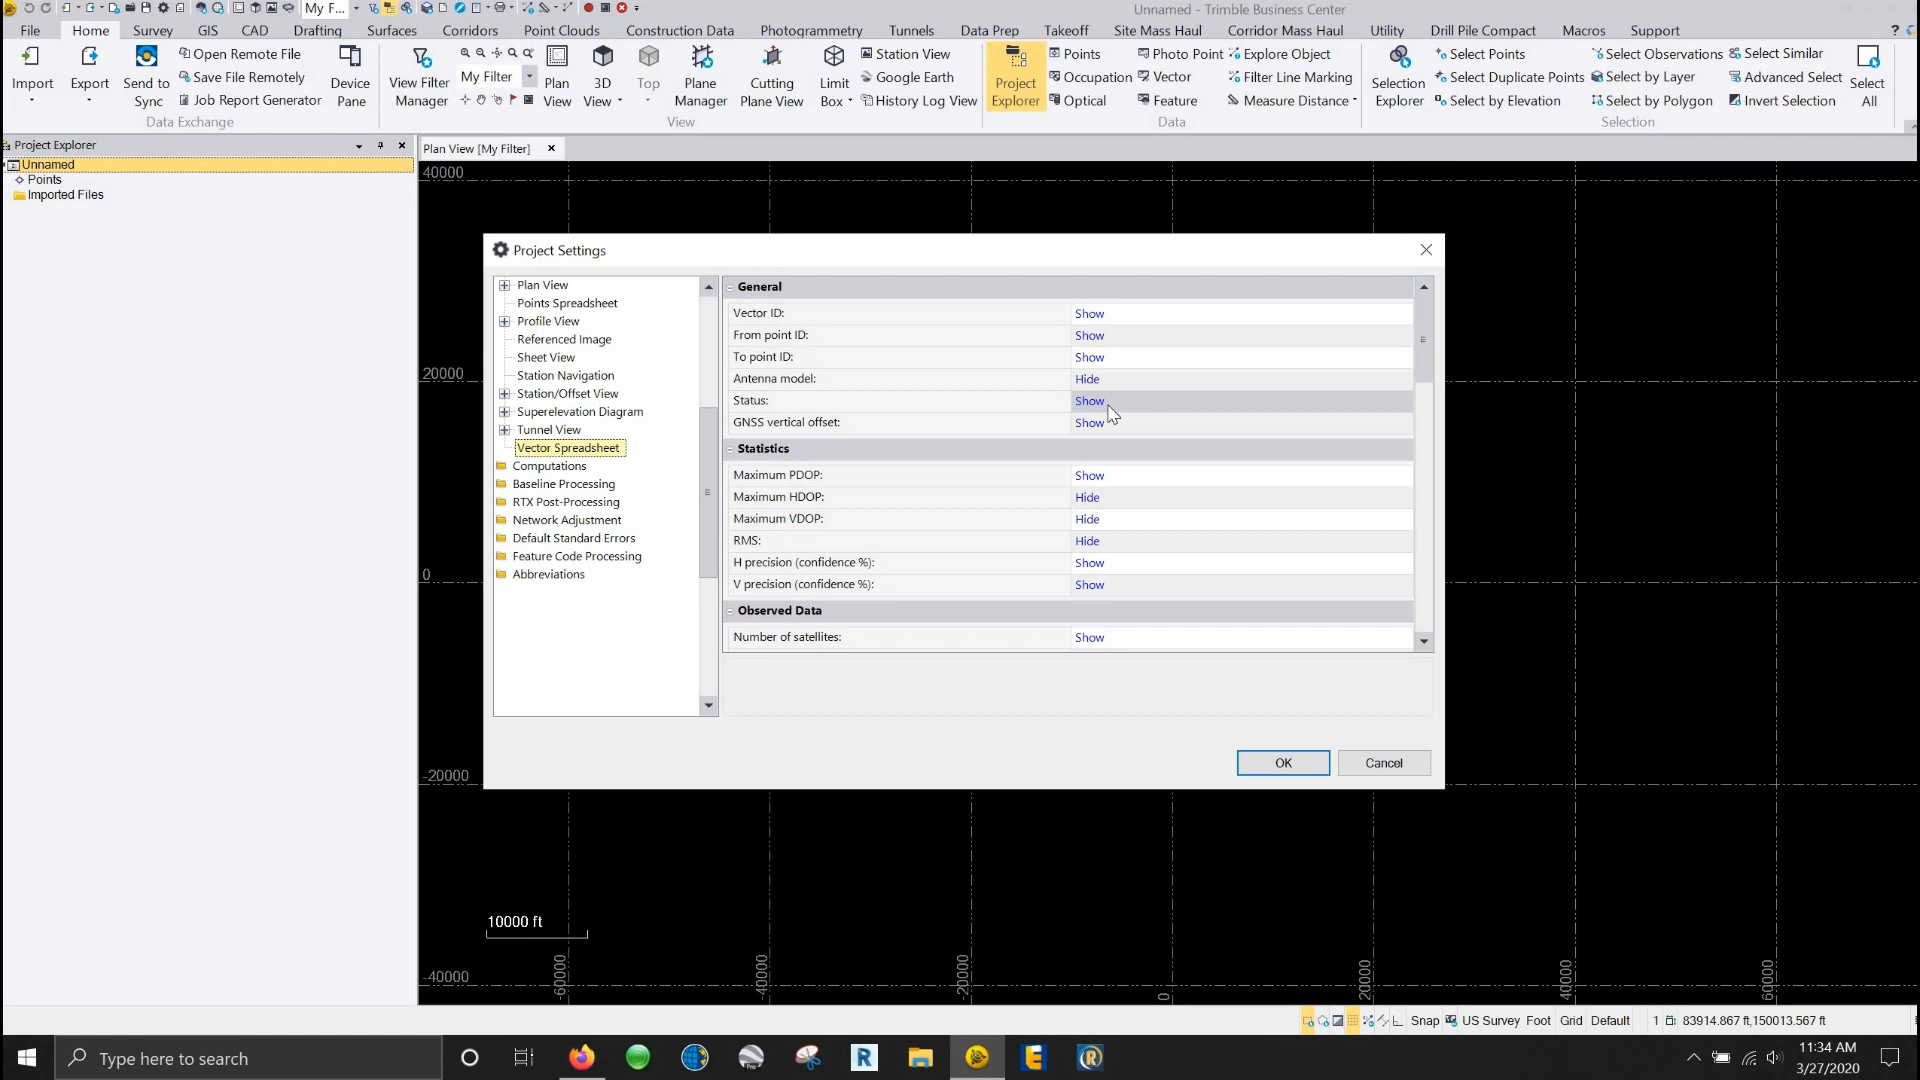 My F...
Unnamed - Trimble Business Center
File Home Survey GIS CAD Drafting Surfaces Corridors Point Clouds Construction Data Photogrammetry Tunnels Data Prep Takeoff Site Mass Haul Corridor Mass Haul Utility Drill Pile Compact Macros Support
Import
Export
Send to
Sync
Open Remote File
Save File Remotely
Job Report Generator
Device
Pane
Data Exchange
View Filter
Manager
My Filter
Plan
View
3D
View
Top
Plane
Manager
Cutting
Plane View
Limit
Box
Station View
Google Earth
History Log View
View
Project
Explorer
Points
Occupation
Optical
Photo Point
Vector
Feature
Explore Object
Filter Line Marking
Measure Distance
Data
Selection
Explorer
Select Points
Select Duplicate Points
Select by Elevation
Select Observations
Select by Layer
Select by Polygon
Select Similar
Advanced Select
Invert Selection
Select
All
Selection
Project Explorer
Unnamed
Points
Imported Files
Plan View [My Filter]
40000
20000
0
-20000
-40000
Project Settings
Plan View
Points Spreadsheet
Profile View
Referenced Image
Sheet View
Station Navigation
Station/Offset View
Superelevation Diagram
Tunnel View
Vector Spreadsheet
Computations
Baseline Processing
RTX Post-Processing
Network Adjustment
Default Standard Errors
Feature Code Processing
Abbreviations
General
Vector ID: Show
From point ID: Show
To point ID: Show
Antenna model: Hide
Status: Show
GNSS vertical offset: Show
Statistics
Maximum PDOP: Show
Maximum HDOP: Hide
Maximum VDOP: Hide
RMS: Hide
H precision (confidence %): Show
V precision (confidence %): Show
Observed Data
Number of satellites: Show
OK
Cancel
10000 ft
-60000
-40000
-20000
0
20000
40000
60000
Snap US Survey Foot Grid Default 1 83914.867 ft,150013.567 ft
Type here to search
Pro
11:34 AM
3/27/2020